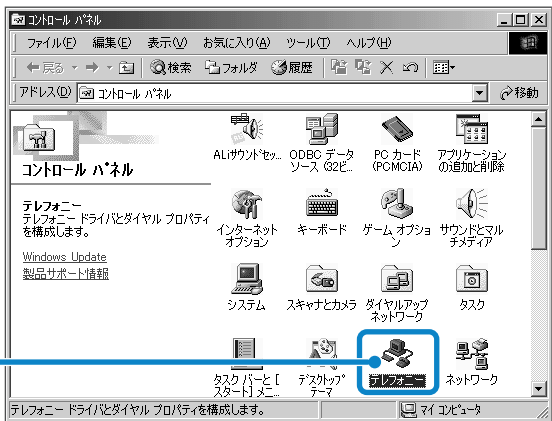 コントロール パネル
ファイル(F) 編集(E) 表示(V) お気に入り(A) ツール(T) ヘルプ(H)
戻る 検索 フォルダ 履歴
アドレス(D) コントロール パネル 移動
コントロール パネル
テレフォニー
テレフォニー ドライバとダイヤル プロパティを構成します。
Windows Update
製品サポート情報
ALiサウンドセッ...
ODBC データ
ソース (32ビ...
PC カード
(PCMCIA)
アプリケーション
の追加と削除
インターネット
オプション
キーボード
ゲーム オプショ
ン
サウンドとマル
チメディア
システム
スキャナとカメラ
ダイヤルアップ
ネットワーク
タスク
タスク バーと [
スタート] メニ...
デスクトップ
テーマ
テレフォニー
ネットワーク
テレフォニー ドライバとダイヤル プロパティを構成します。
マイ コンピュータ